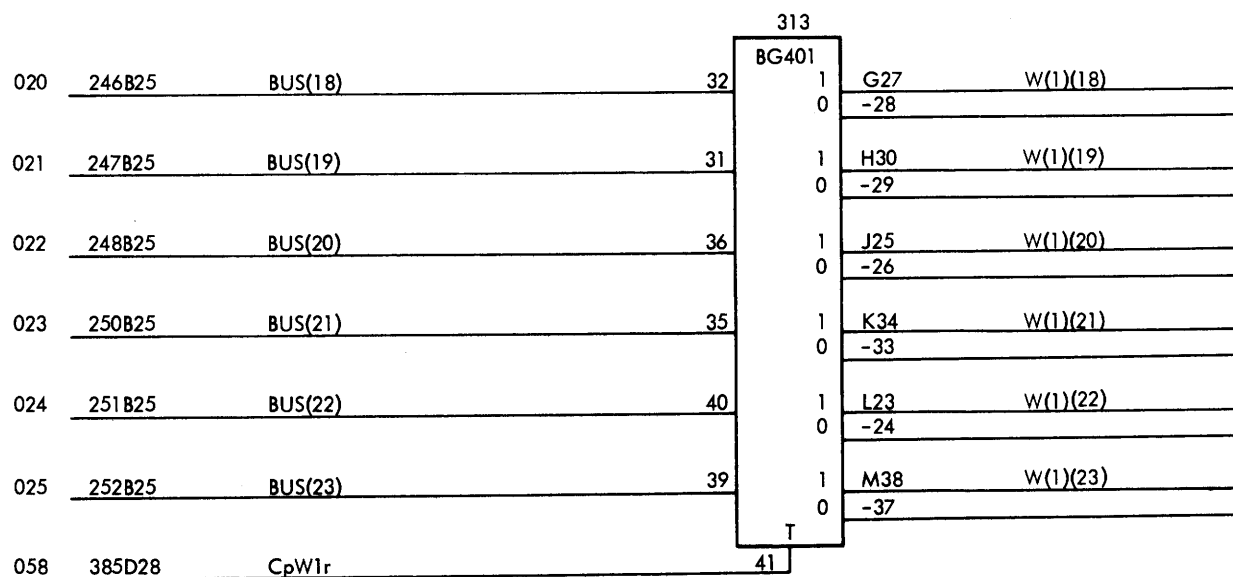 313
BG401
020 246B25 BUS(18) 32 1 G27 W(1)(18)
0 -28
021 247B25 BUS(19) 31 1 H30 W(1)(19)
0 -29
022 248B25 BUS(20) 36 1 J25 W(1)(20)
0 -26
023 250B25 BUS(21) 35 1 K34 W(1)(21)
0 -33
024 251B25 BUS(22) 40 1 L23 W(1)(22)
0 -24
025 252B25 BUS(23) 39 1 M38 W(1)(23)
0 -37
T
058 385D28 CpW1r 41